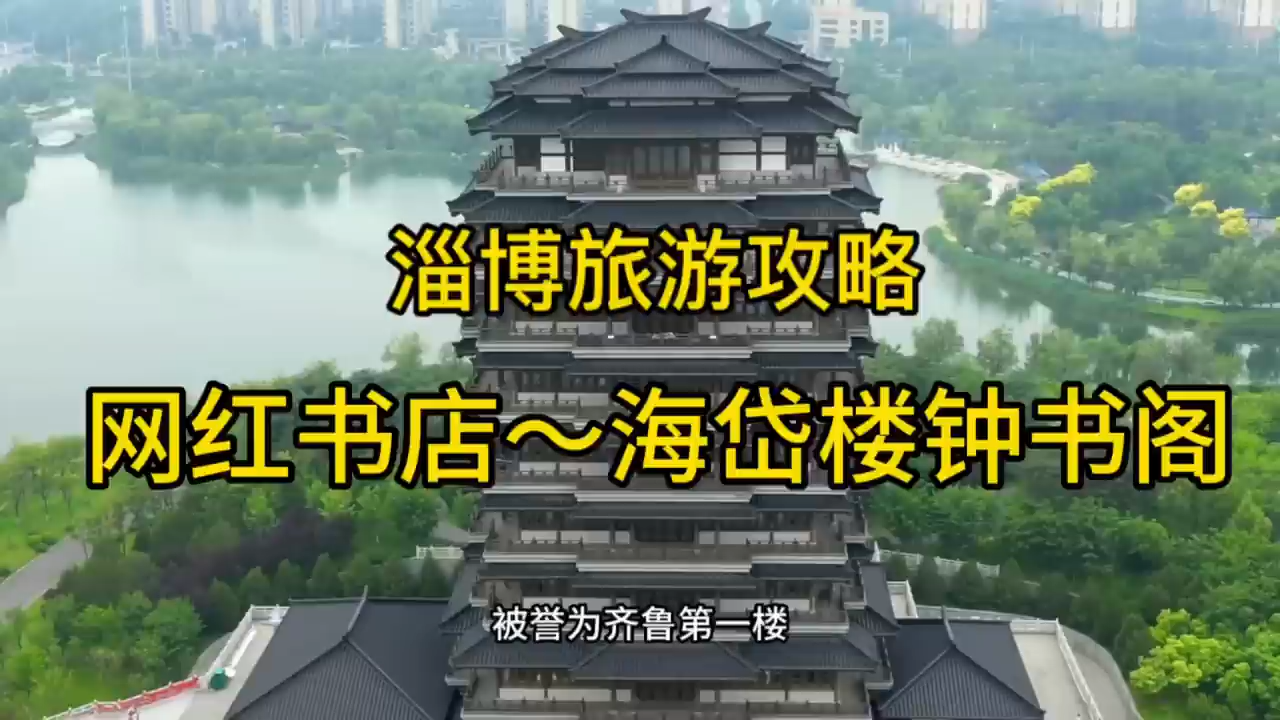 淄博旅游攻略
网红书店～海岱楼钟书阁
被誉为齐鲁第一楼